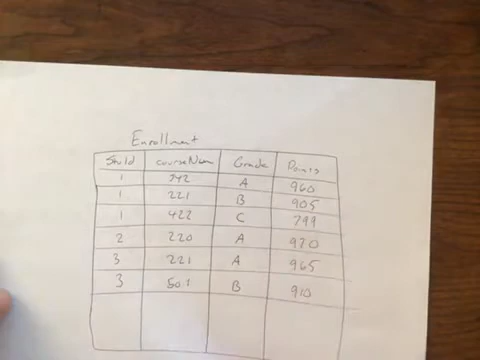 Enrollment
StuId courseNum Grade Points
1 342 A 960
1 221 B 905
1 422 C 799
2 220 A 970
3 221 A 965
3 501 B 910